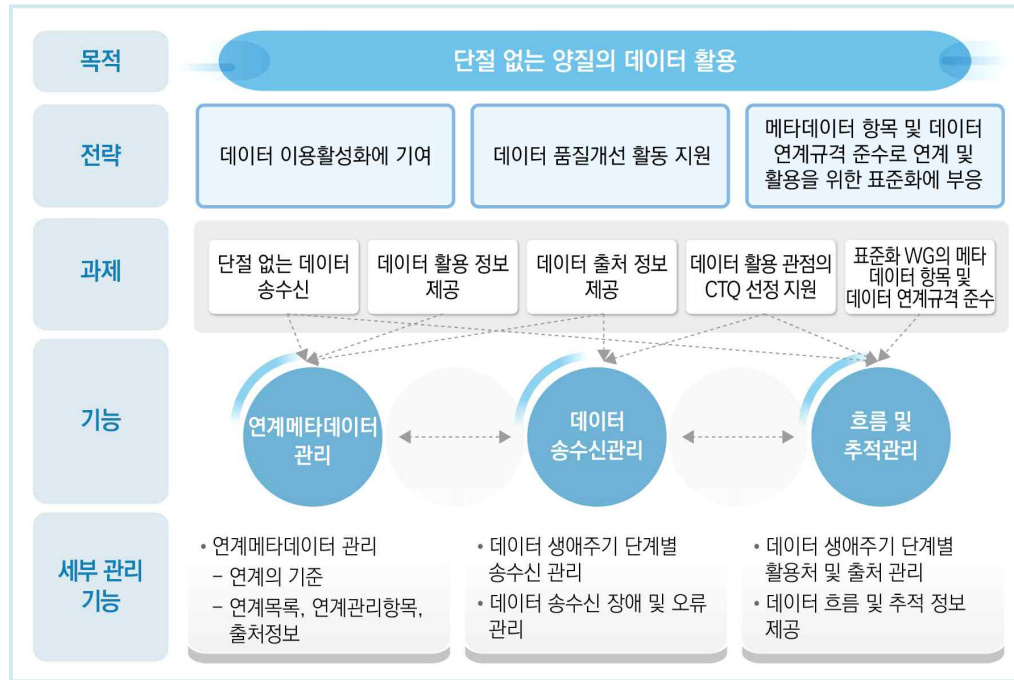 목적
단절 없는 양질의 데이터 활용
전략
데이터 이용활성화에 기여
데이터 품질개선 활동 지원
메타데이터 항목 및 데이터
연계규격 준수로 연계 및
활용을 위한 표준화에 부응
과제
단절 없는 데이터
송수신
데이터 활용 정보
제공
데이터 출처 정보
제공
데이터 활용 관점의
CTQ 선정 지원
표준화 WG의 메타
데이터 항목 및
데이터 연계규격 준수
기능
연계메타데이터
관리
데이터
송수신관리
흐름 및
추적관리
세부 관리
기능
• 연계메타데이터 관리
– 연계의 기준
– 연계목록, 연계관리항목,
출처정보
• 데이터 생애주기 단계별
송수신 관리
• 데이터 송수신 장애 및 오류
관리
• 데이터 생애주기 단계별
활용처 및 출처 관리
• 데이터 흐름 및 추적 정보
제공